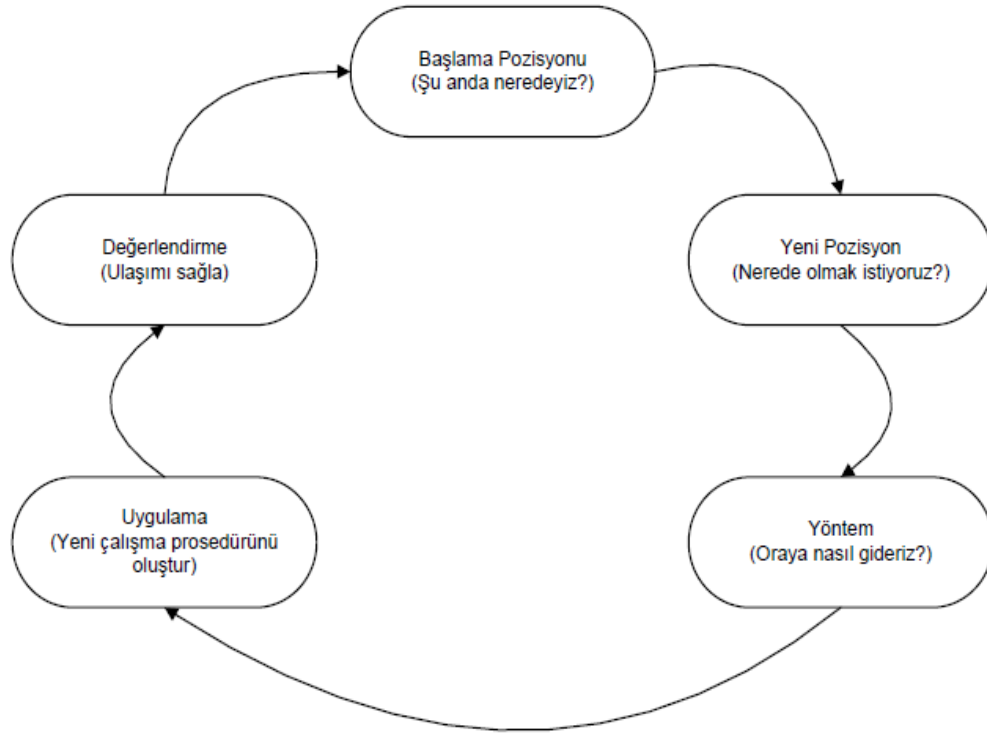 Başlama Pozisyonu
(Şu anda neredeyiz?)
Yeni Pozisyon
(Nerede olmak istiyoruz?)
Yöntem
(Oraya nasıl gideriz?)
Uygulama
(Yeni çalışma prosedürünü
oluştur)
Değerlendirme
(Ulaşımı sağla)